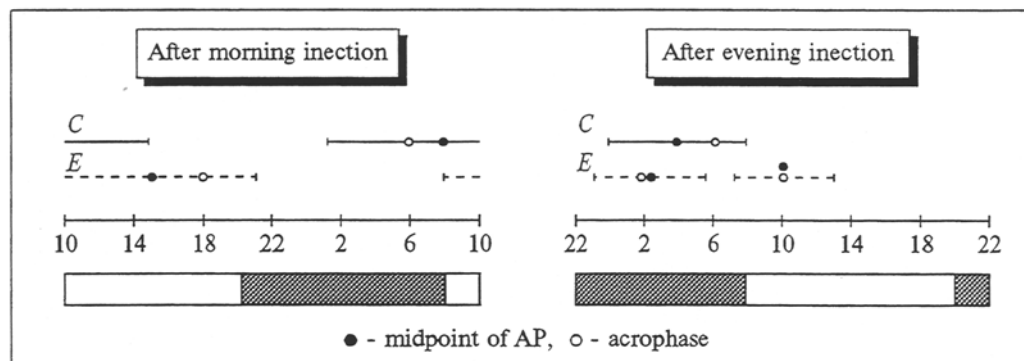 After morning inection
After evening inection
C
E
10 14 18 22 2 6 10
C
E
22 2 6 10 14 18 22
● - midpoint of AP, ○ - acrophase